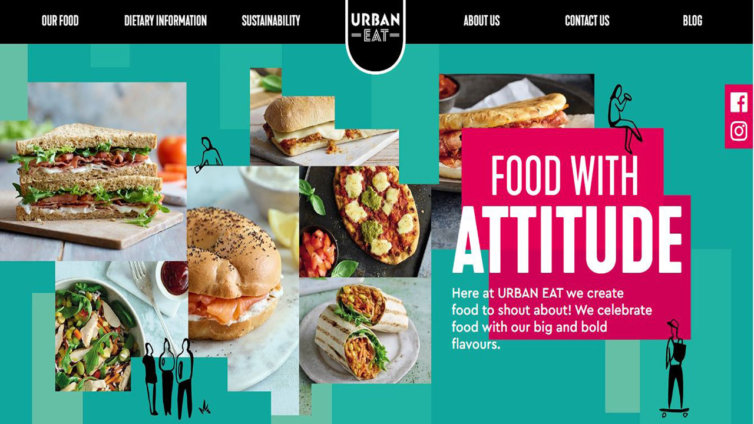 OUR FOOD
DIETARY INFORMATION
SUSTAINABILITY
URBAN
EAT
ABOUT US
CONTACT US
BLOG
FOOD WITH
ATTITUDE
Here at URBAN EAT we create
food to shout about! We celebrate
food with our big and bold
flavours.